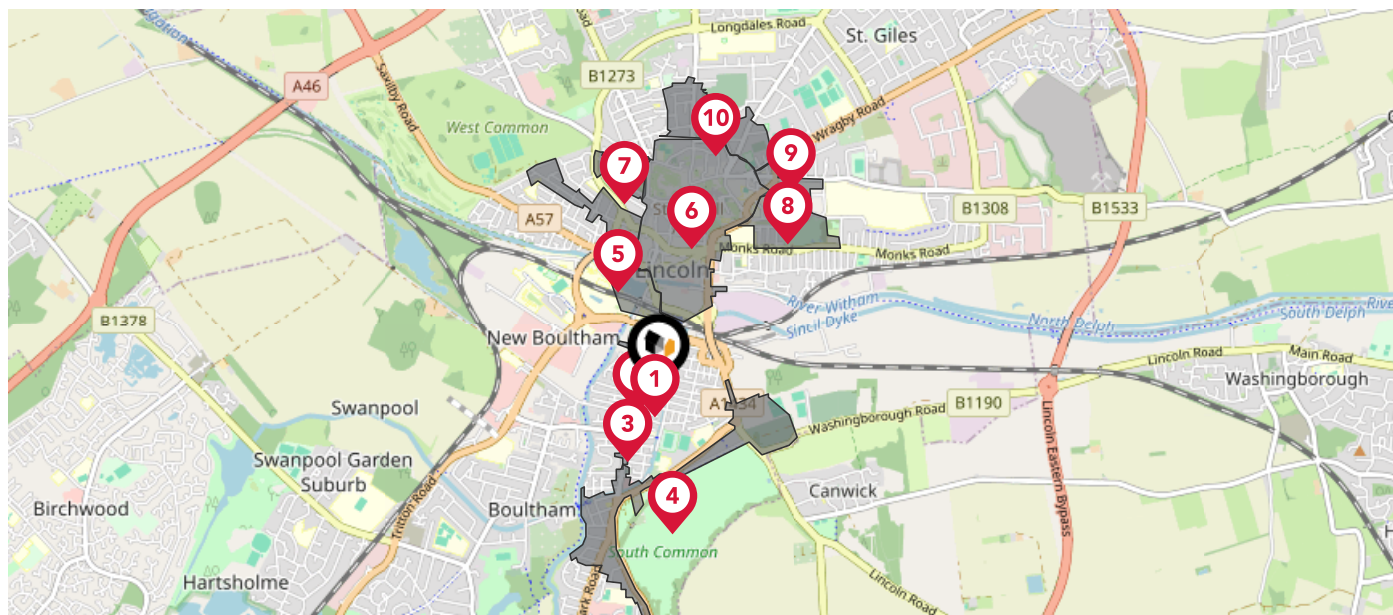 Longdales Road
St. Giles
B1273
A46
Saxilby Road
West Common
10
Wragby Road
9
7
8
6
A57
B1308
B1533
5
Monks Road
Monks Road
Lincoln
River Witham
Sincil Dyke
North Delph
South Delph
B1378
New Boultham
Lincoln Road
Main Road
Washingborough
1
Swanpool
B1190
Washingborough Road
3
Lincoln Eastern Bypass
Swanpool Garden
Suburb
Tritton Road
Canwick
4
Birchwood
Boultham
South Common
Hartsholme
Lincoln Road